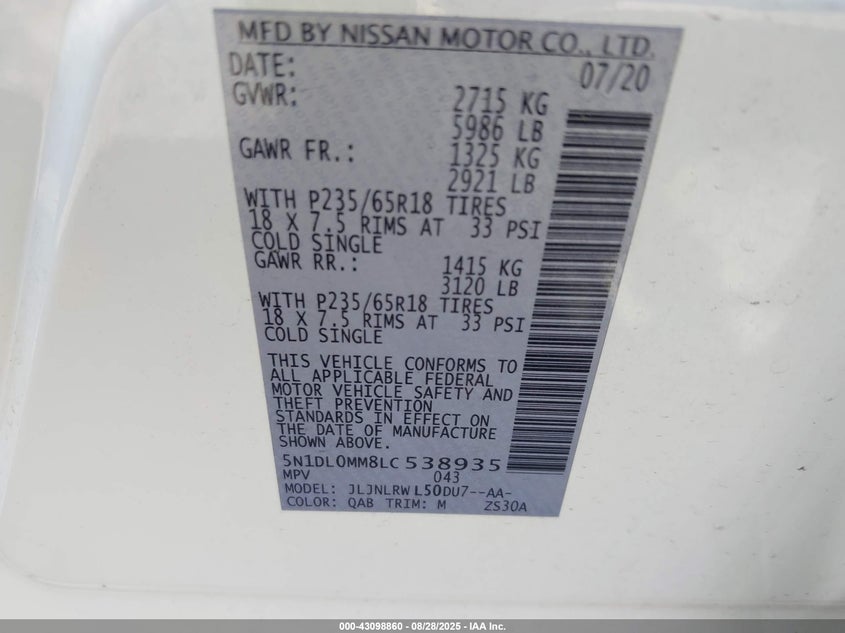 MFD BY NISSAN MOTOR CO., LTD.
DATE: 07/20
GVWR: 2715 KG
5986 LB
GAWR FR.: 1325 KG
2921 LB
WITH P235/65R18 TIRES
18 X 7.5 RIMS AT 33 PSI
COLD SINGLE
GAWR RR.: 1415 KG
3120 LB
WITH P235/65R18 TIRES
18 X 7.5 RIMS AT 33 PSI
COLD SINGLE
THIS VEHICLE CONFORMS TO
ALL APPLICABLE FEDERAL
MOTOR VEHICLE SAFETY AND
THEFT PREVENTION
STANDARDS IN EFFECT ON
THE DATE OF MANUFACTURE
SHOWN ABOVE.
5N1DL0MM8LC538935
MPV 043
MODEL: JLJNLRWL50DU7--AA-
COLOR: QAB TRIM: M ZS30A
000-43098860 - 08/28/2025 - IAA Inc.